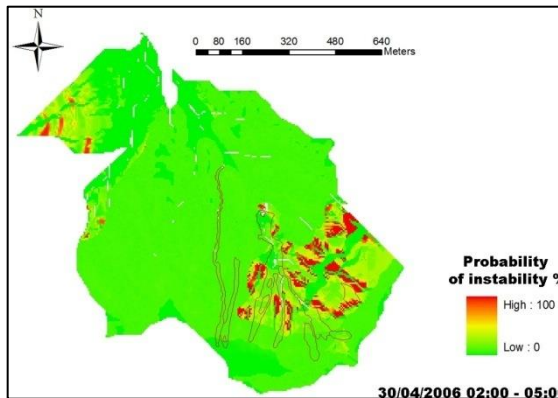 N
0 80 160 320 480 640
Meters
Probability
of instability %
High : 100
Low : 0
30/04/2006 02:00 - 05:00